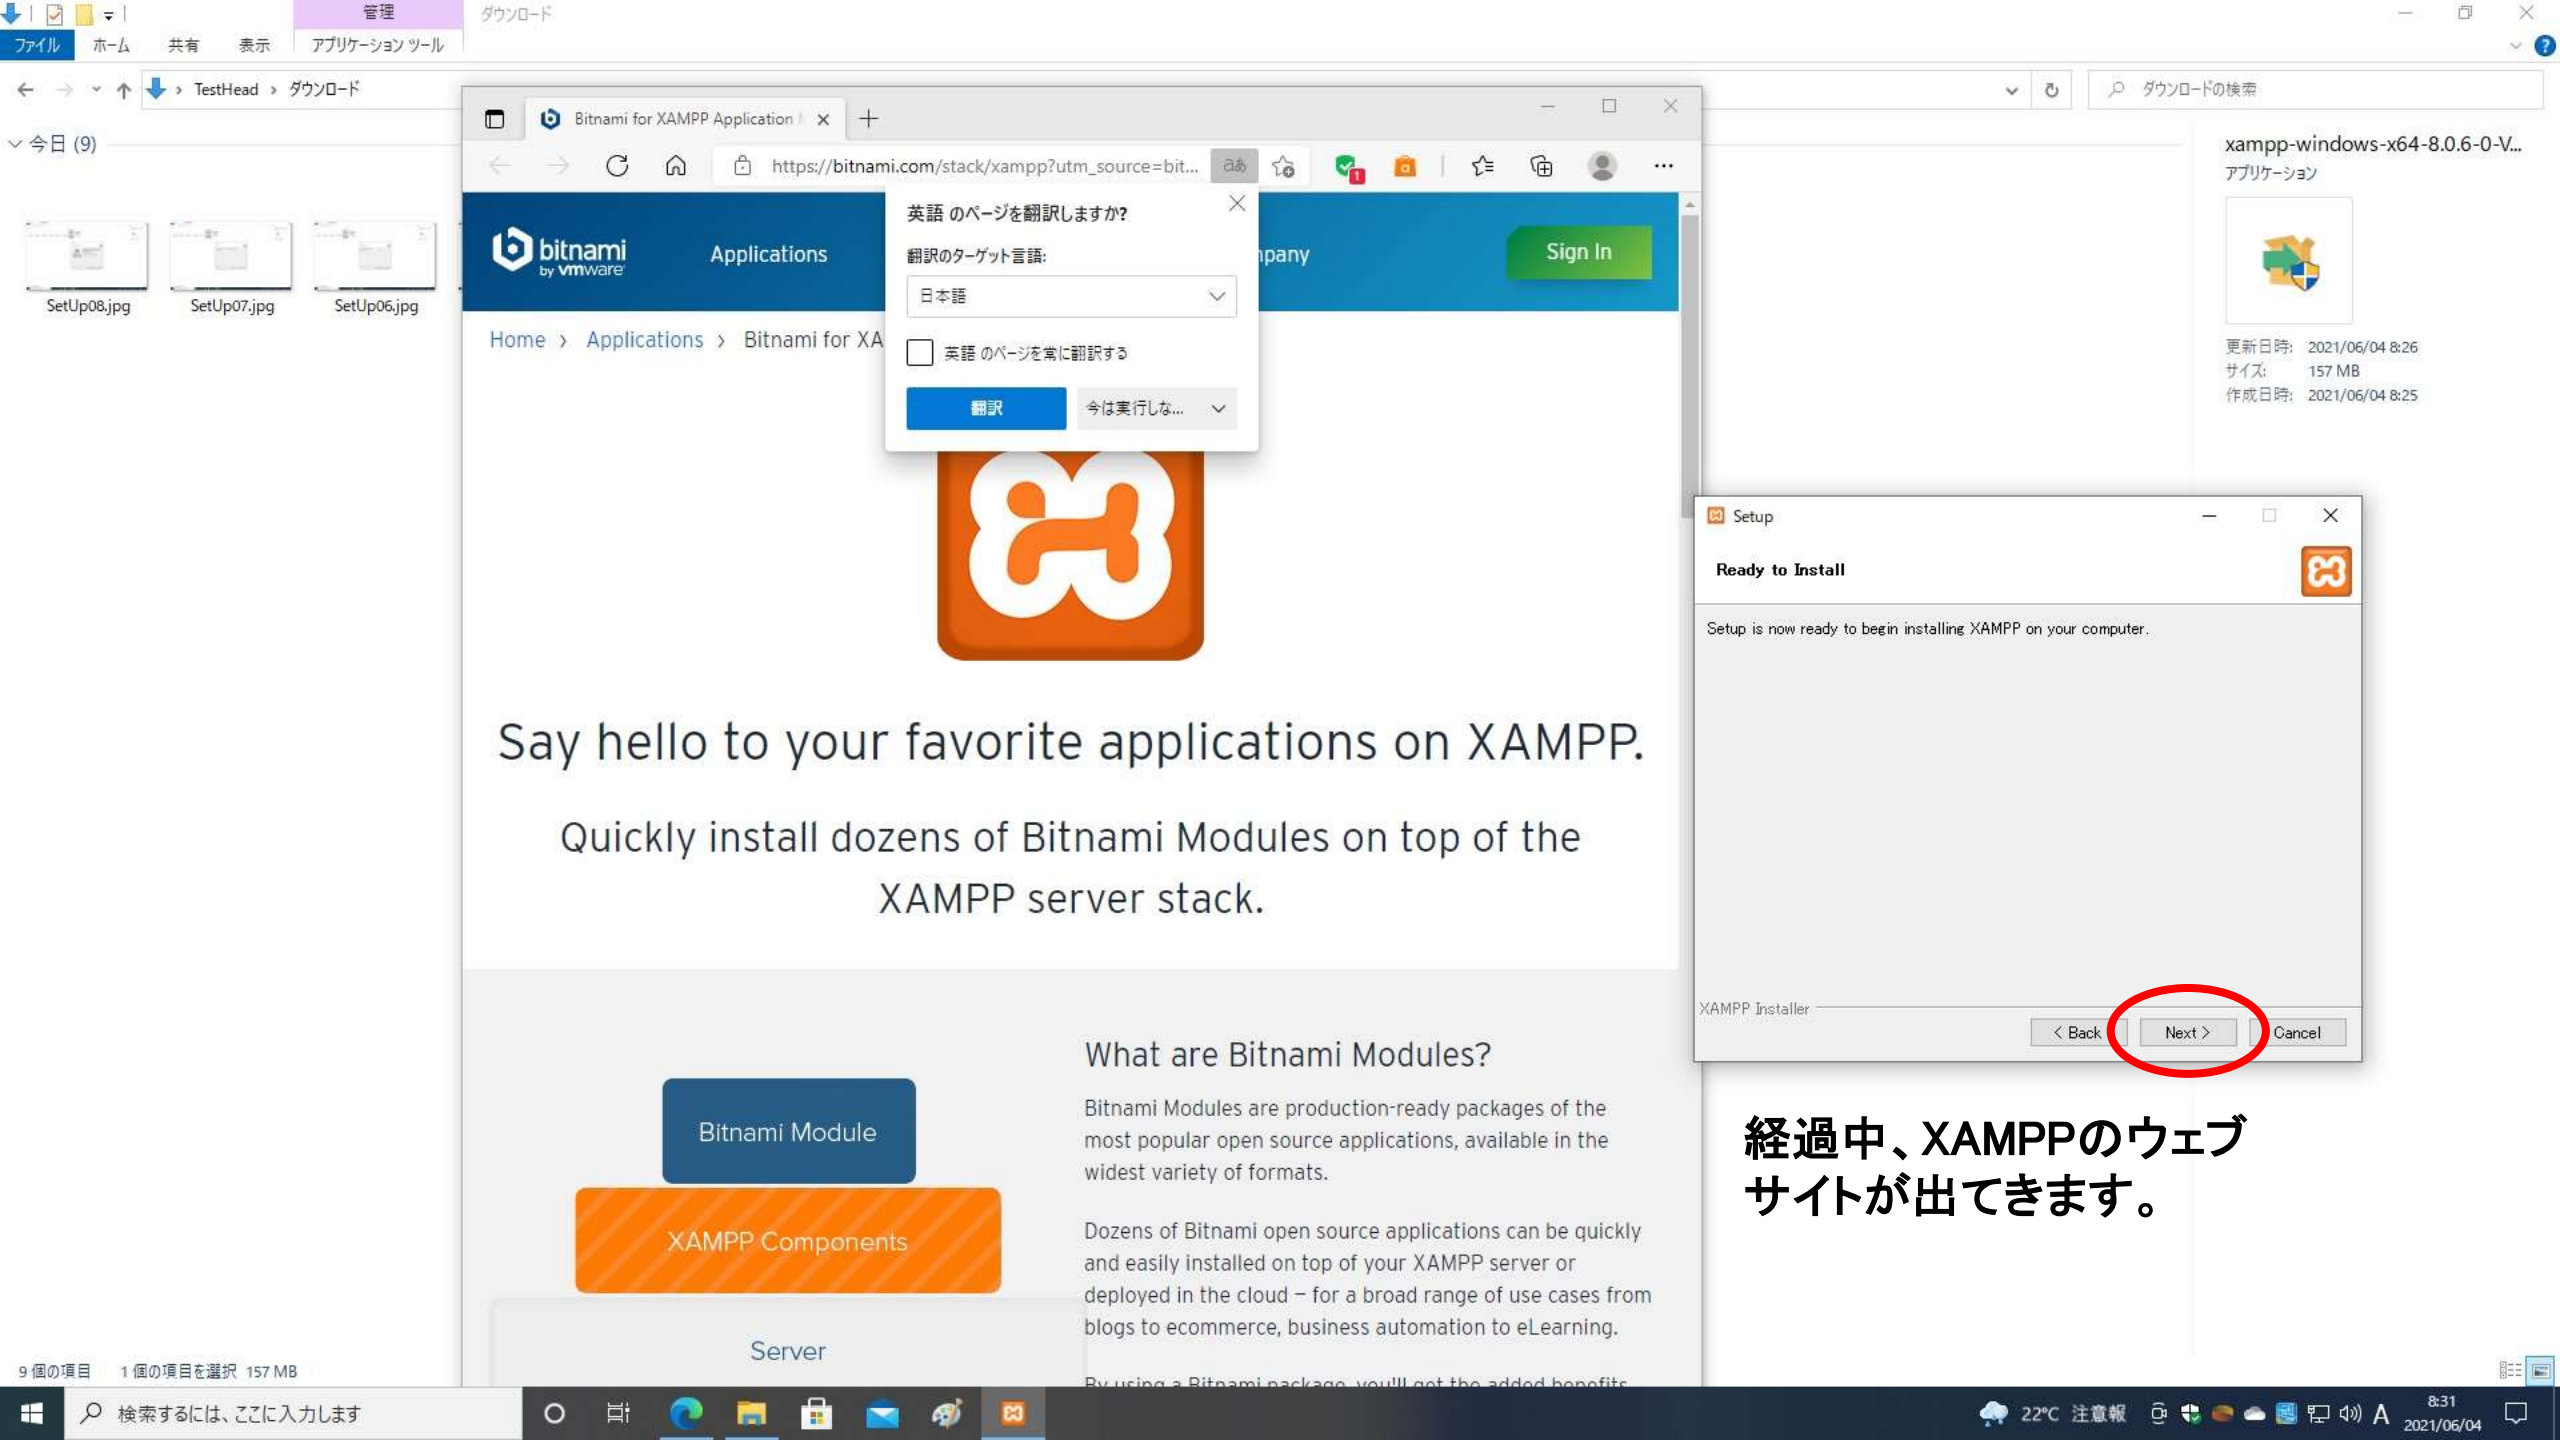 管理
ダウンロード
ファイル ホーム 共有 表示 アプリケーション ツール
TestHead > ダウンロード
ダウンロードの検索
今日 (9)
SetUp08.jpg
SetUp07.jpg
SetUp06.jpg
Bitnami for XAMPP Application
https://bitnami.com/stack/xampp?utm_source=bit...
aあ
1
bitnami
by vmware
Applications
mpany
Sign In
英語 のページを翻訳しますか?
翻訳のターゲット言語:
日本語
英語 のページを常に翻訳する
翻訳
今は実行しな...
Home > Applications > Bitnami for XA
Say hello to your favorite applications on XAMPP.
Quickly install dozens of Bitnami Modules on top of the
XAMPP server stack.
Bitnami Module
XAMPP Components
Server
What are Bitnami Modules?
Bitnami Modules are production-ready packages of the
most popular open source applications, available in the
widest variety of formats.
Dozens of Bitnami open source applications can be quickly
and easily installed on top of your XAMPP server or
deployed in the cloud – for a broad range of use cases from
blogs to ecommerce, business automation to eLearning.
By using a Bitnami package, you'll get the added benefits
xampp-windows-x64-8.0.6-0-V...
アプリケーション
更新日時: 2021/06/04 8:26
サイズ: 157 MB
作成日時: 2021/06/04 8:25
Setup
Ready to Install
Setup is now ready to begin installing XAMPP on your computer.
XAMPP Installer
< Back
Next >
Cancel
経過中、XAMPPのウェブ
サイトが出てきます。
9 個の項目 1 個の項目を選択 157 MB
検索するには、ここに入力します
22°C 注意報
A
8:31
2021/06/04